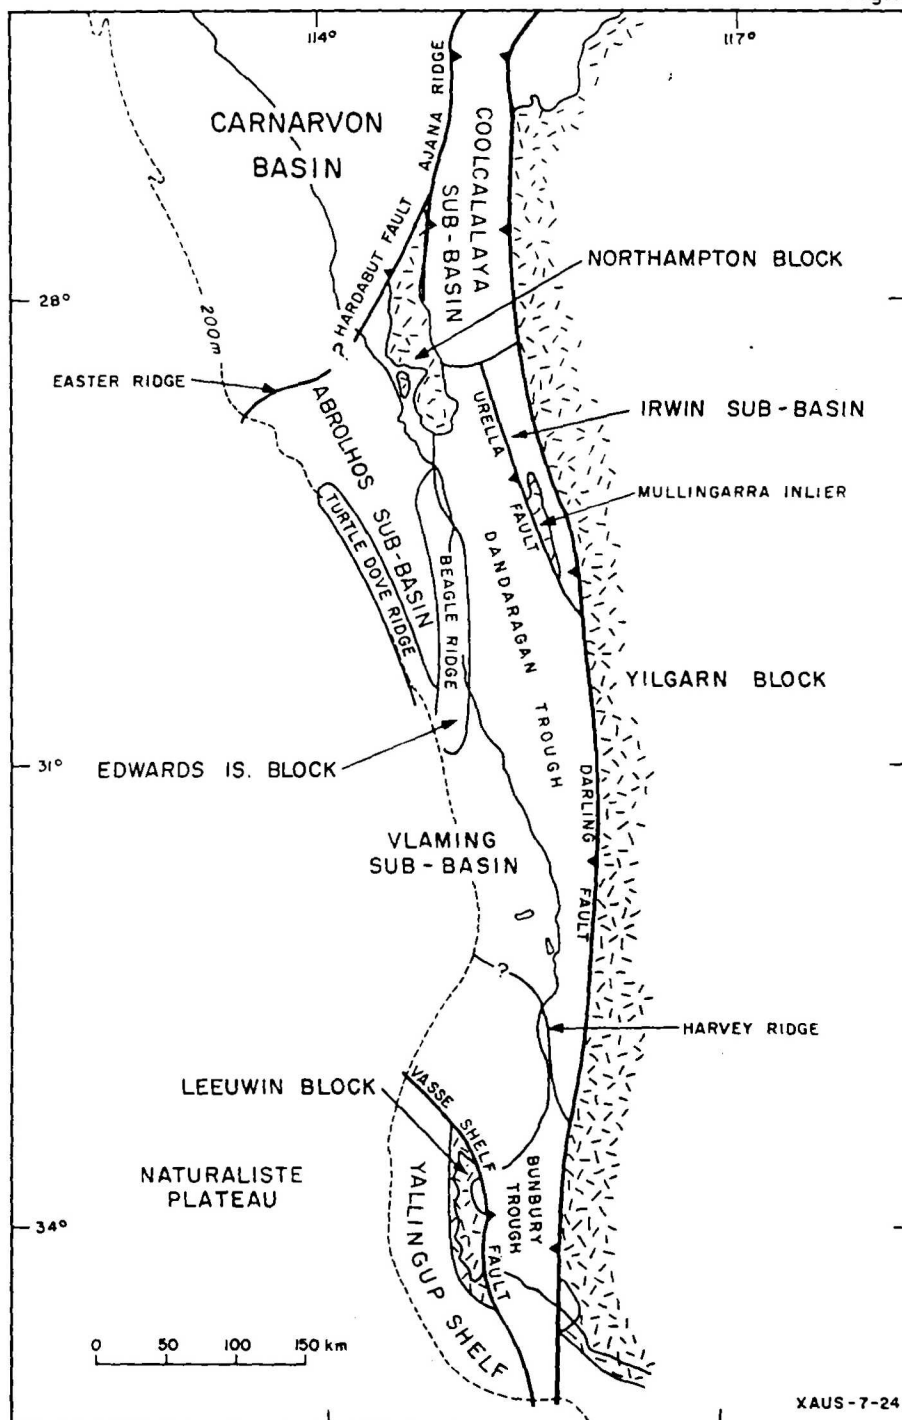 114°
117°
AJANA RIDGE
CARNARVON
BASIN
COOLCALALAYA
SUB-BASIN
HARDABUT FAULT
?
NORTHAMPTON BLOCK
28°
200m
?
EASTER RIDGE
URELLA
FAULT
IRWIN SUB-BASIN
ABROLHOS SUB-BASIN
MULLINGARRA INLIER
TURTLE DOVE RIDGE
BEAGLE RIDGE
DANDARAGAN TROUGH
YILGARN BLOCK
EDWARDS IS. BLOCK
31°
DARLING FAULT
VLAMING
SUB-BASIN
?
HARVEY RIDGE
LEEUWIN BLOCK
VASSE SHELF
FAULT
NATURALISTE
PLATEAU
BUNBURY
TROUGH
34°
YALLINGUP SHELF
0 50 100 150 km
XAUS-7-24